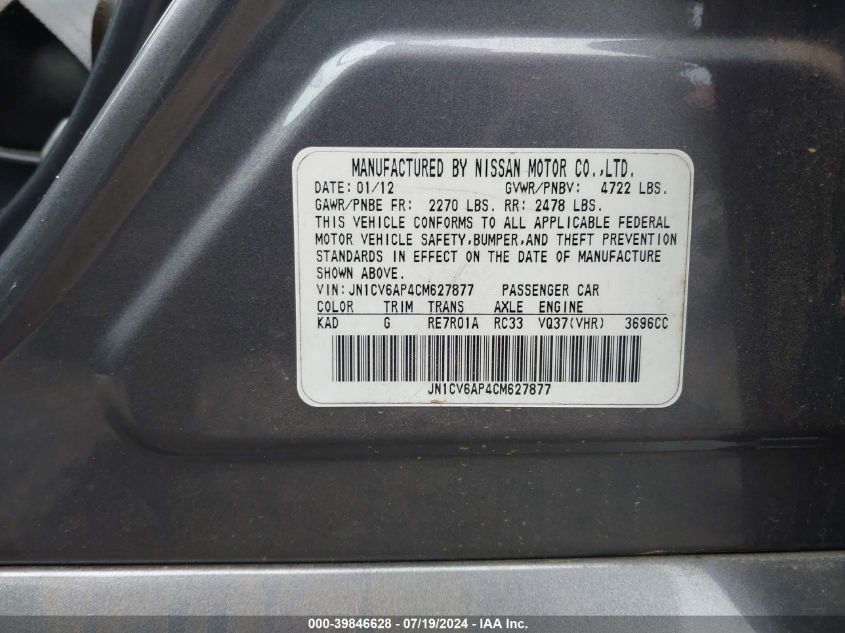 MANUFACTURED BY NISSAN MOTOR CO.,LTD.
DATE: 01/12 GVWR/PNBV: 4722 LBS.
GAWR/PNBE FR: 2270 LBS. RR: 2478 LBS.
THIS VEHICLE CONFORMS TO ALL APPLICABLE FEDERAL
MOTOR VEHICLE SAFETY,BUMPER,AND THEFT PREVENTION
STANDARDS IN EFFECT ON THE DATE OF MANUFACTURE
SHOWN ABOVE.
VIN:JN1CV6AP4CM627877 PASSENGER CAR
COLOR TRIM TRANS AXLE ENGINE
KAD G RE7R01A RC33 VQ37(VHR) 3696CC
JN1CV6AP4CM627877
000-39846628 - 07/19/2024 - IAAI.com